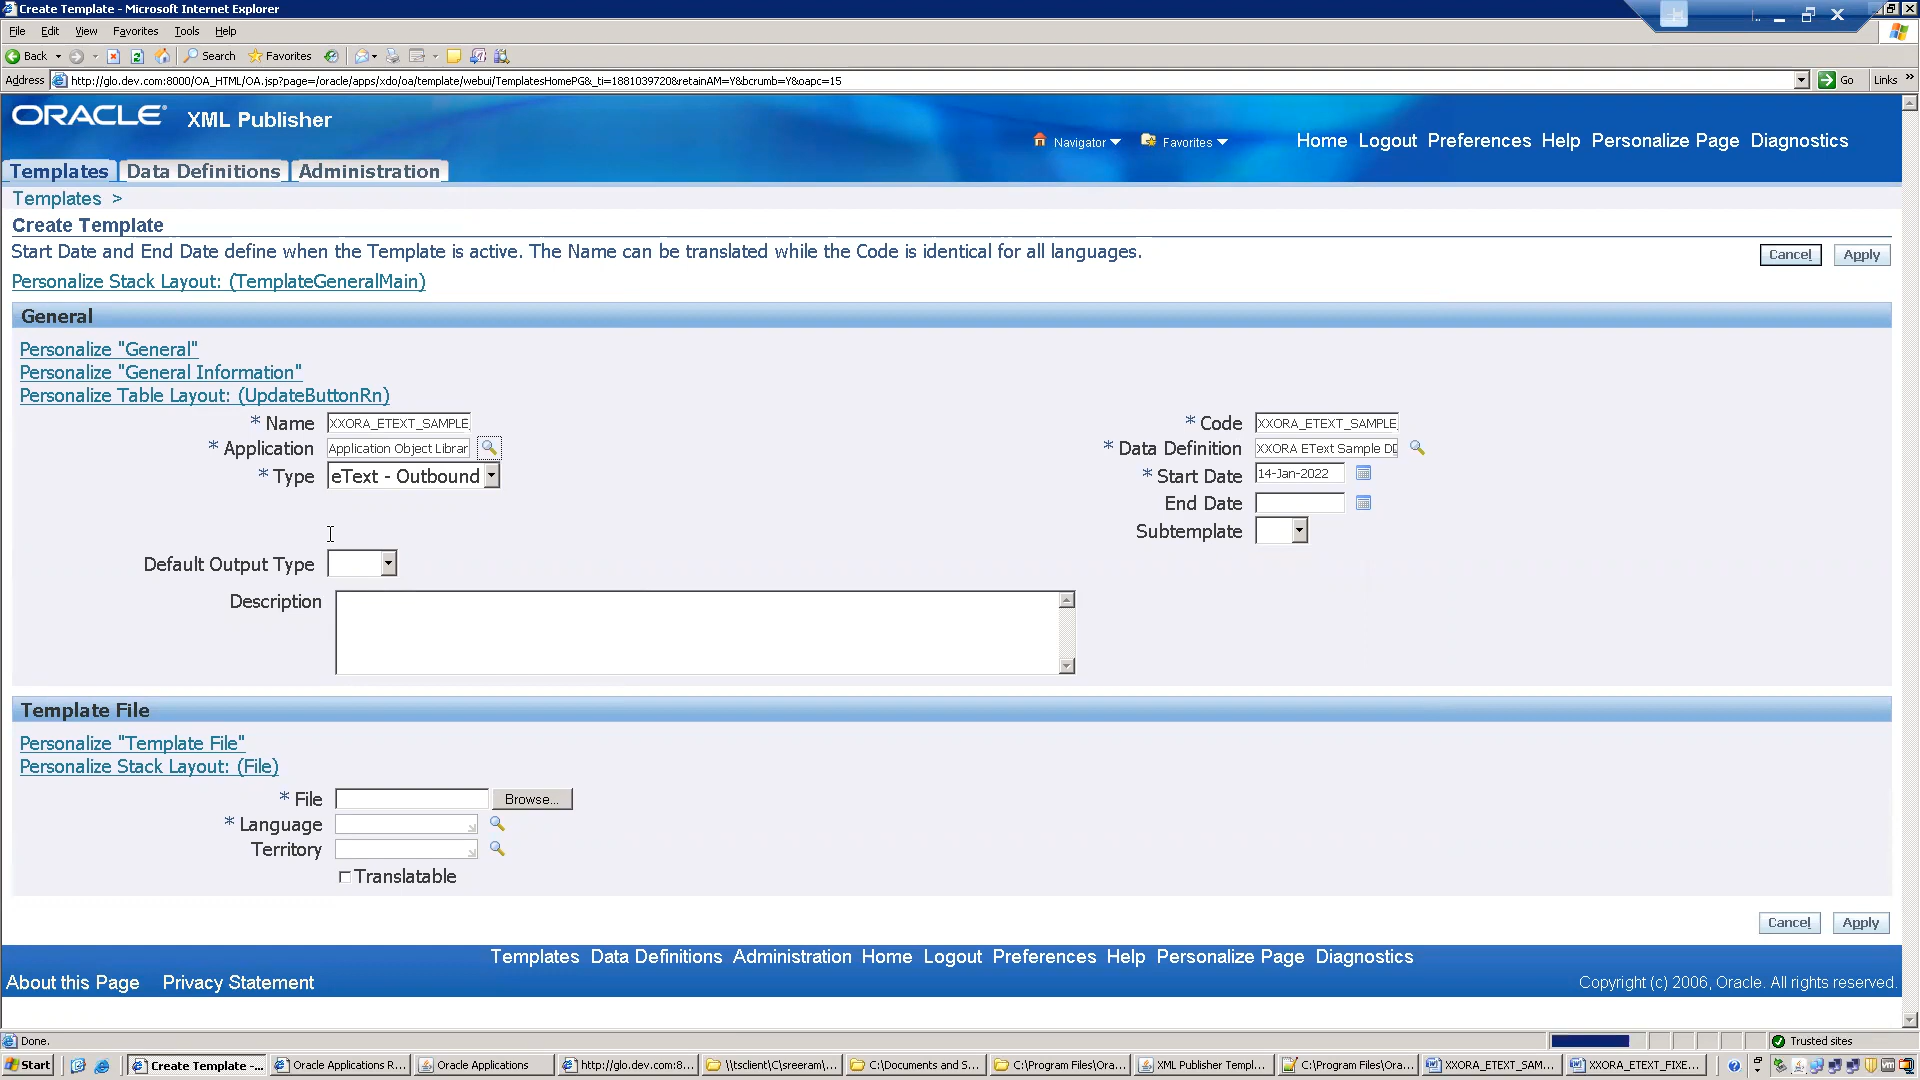 Create Template - Microsoft Internet Explorer
File Edit View Favorites Tools Help
Back Search Favorites
Address http://glo.dev.com:8000/OA_HTML/OA.jsp?page=/oracle/apps/xdo/oa/template/webui/TemplatesHomePG&_ti=1881039720&retainAM=Y&bcrumb=Y&oapc=15 Go Links »
ORACLE XML Publisher
Navigator Favorites Home Logout Preferences Help Personalize Page Diagnostics
Templates Data Definitions Administration
Templates >
Create Template
Start Date and End Date define when the Template is active. The Name can be translated while the Code is identical for all languages.
Cancel Apply
Personalize Stack Layout: (TemplateGeneralMain)
General
Personalize "General"
Personalize "General Information"
Personalize Table Layout: (UpdateButtonRn)
* Name XXORA_ETEXT_SAMPLE * Code XXORA_ETEXT_SAMPLE
* Application Application Object Librar * Data Definition XXORA EText Sample DD
* Type eText - Outbound * Start Date 14-Jan-2022
End Date
Subtemplate
Default Output Type
Description
Template File
Personalize "Template File"
Personalize Stack Layout: (File)
* File Browse...
* Language
Territory
Translatable
Cancel Apply
Templates Data Definitions Administration Home Logout Preferences Help Personalize Page Diagnostics
About this Page Privacy Statement Copyright (c) 2006, Oracle. All rights reserved.
Done. Trusted sites
Start Create Template -... Oracle Applications R... Oracle Applications http://glo.dev.com:8... \\tsclient\C\sreeram\... C:\Documents and S... C:\Program Files\Ora... XML Publisher Templ... C:\Program Files\Ora... XXORA_ETEXT_SAM... XXORA_ETEXT_FIXE...